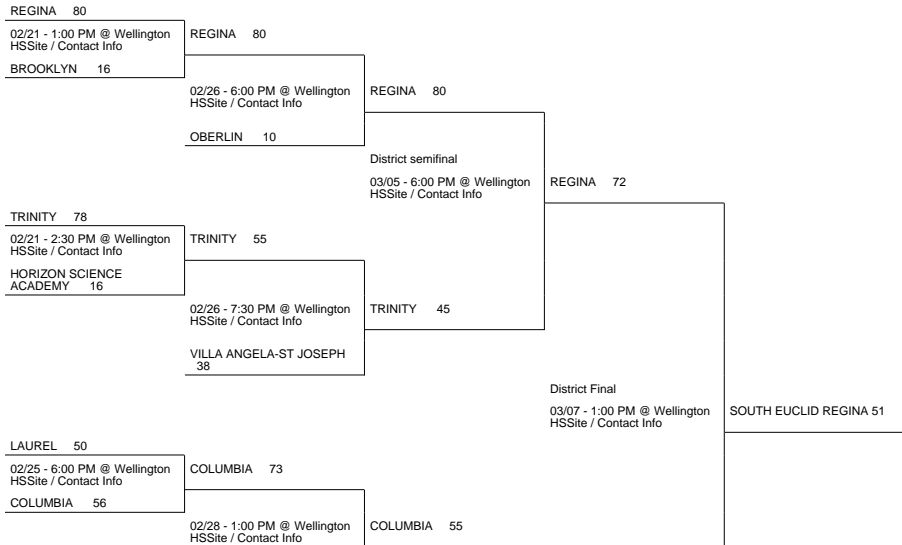 REGINA 80
02/21 - 1:00 PM @ Wellington
HSSite / Contact Info
BROOKLYN 16
REGINA 80
02/26 - 6:00 PM @ Wellington
HSSite / Contact Info
OBERLIN 10
REGINA 80
District semifinal
03/05 - 6:00 PM @ Wellington
HSSite / Contact Info
REGINA 72
TRINITY 78
02/21 - 2:30 PM @ Wellington
HSSite / Contact Info
HORIZON SCIENCE
ACADEMY 16
TRINITY 55
02/26 - 7:30 PM @ Wellington
HSSite / Contact Info
VILLA ANGELA-ST JOSEPH
38
TRINITY 45
District Final
03/07 - 1:00 PM @ Wellington
HSSite / Contact Info
SOUTH EUCLID REGINA 51
LAUREL 50
02/25 - 6:00 PM @ Wellington
HSSite / Contact Info
COLUMBIA 56
COLUMBIA 73
02/28 - 1:00 PM @ Wellington
HSSite / Contact Info
COLUMBIA 55